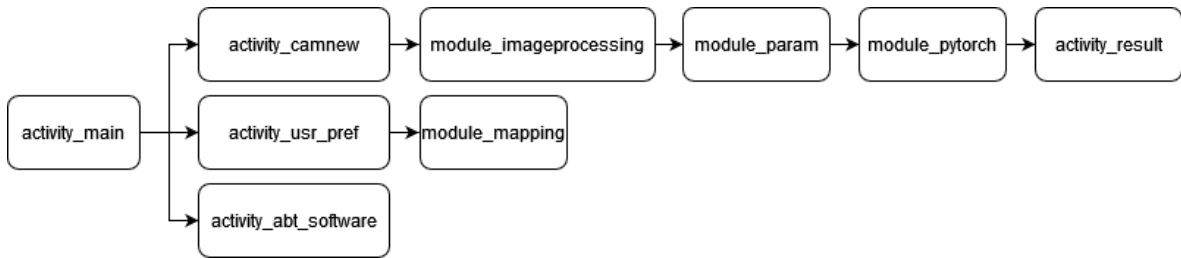 activity_camnew
module_imageprocessing
module_param
module_pytorch
activity_result
activity_main
activity_usr_pref
module_mapping
activity_abt_software